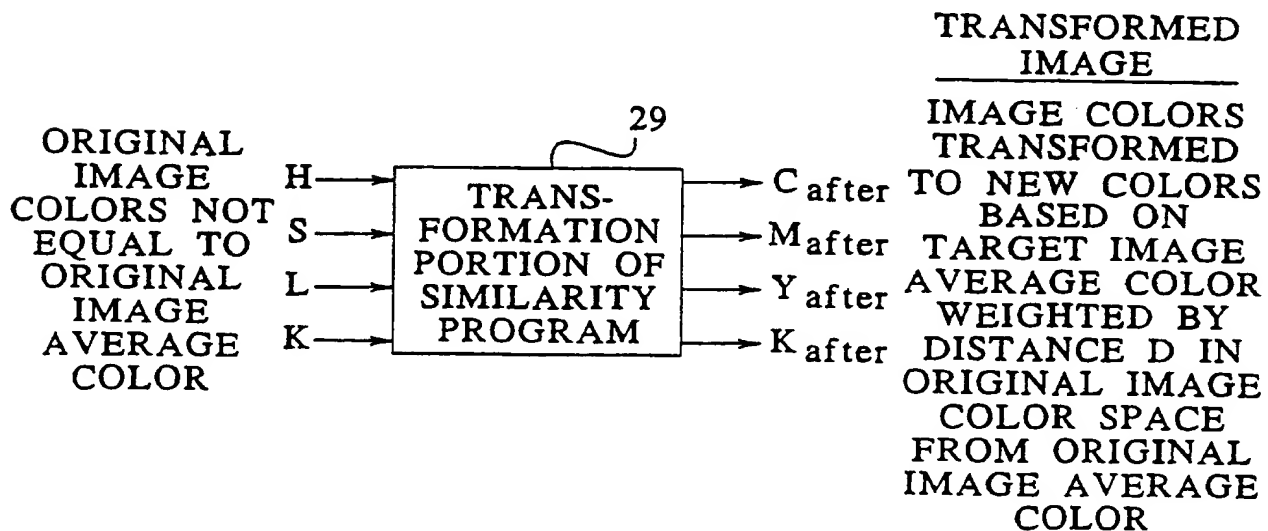 TRANSFORMED
IMAGE
29
ORIGINAL
IMAGE
COLORS NOT
EQUAL TO
ORIGINAL
IMAGE
AVERAGE
COLOR
H
S
L
K
TRANS-
FORMATION
PORTION OF
SIMILARITY
PROGRAM
C after
M after
Y after
K after
IMAGE COLORS
TRANSFORMED
TO NEW COLORS
BASED ON
TARGET IMAGE
AVERAGE COLOR
WEIGHTED BY
DISTANCE D IN
ORIGINAL IMAGE
COLOR SPACE
FROM ORIGINAL
IMAGE AVERAGE
COLOR